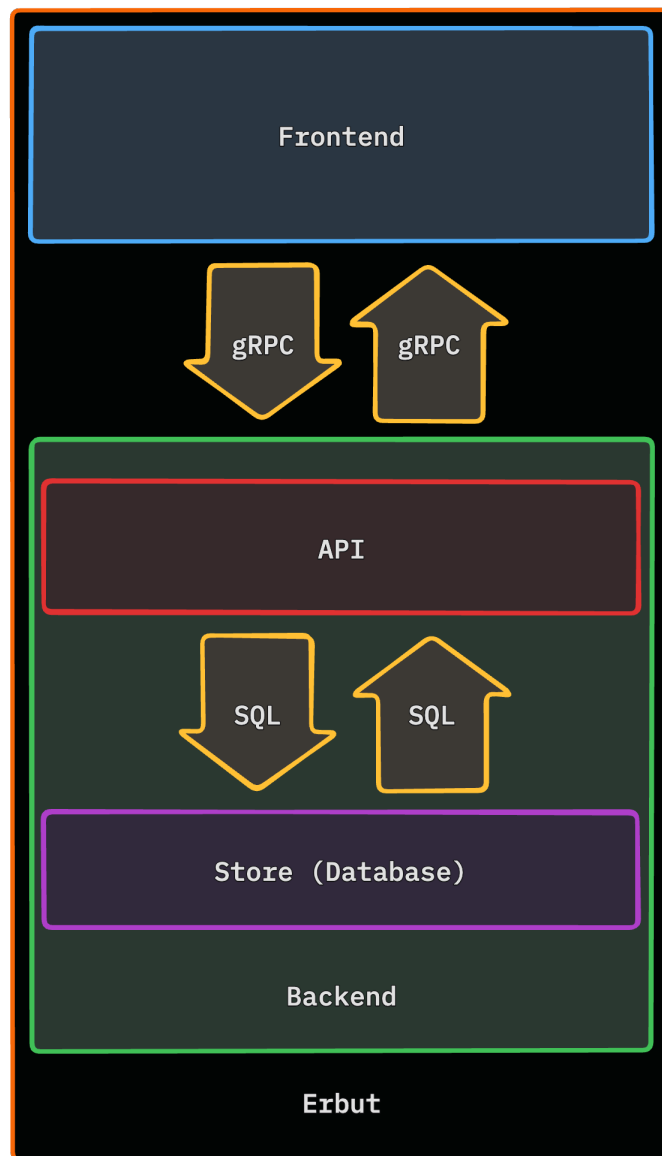 Frontend
gRPC
gRPC
API
SQL
SQL
Store (Database)
Backend
Erbut